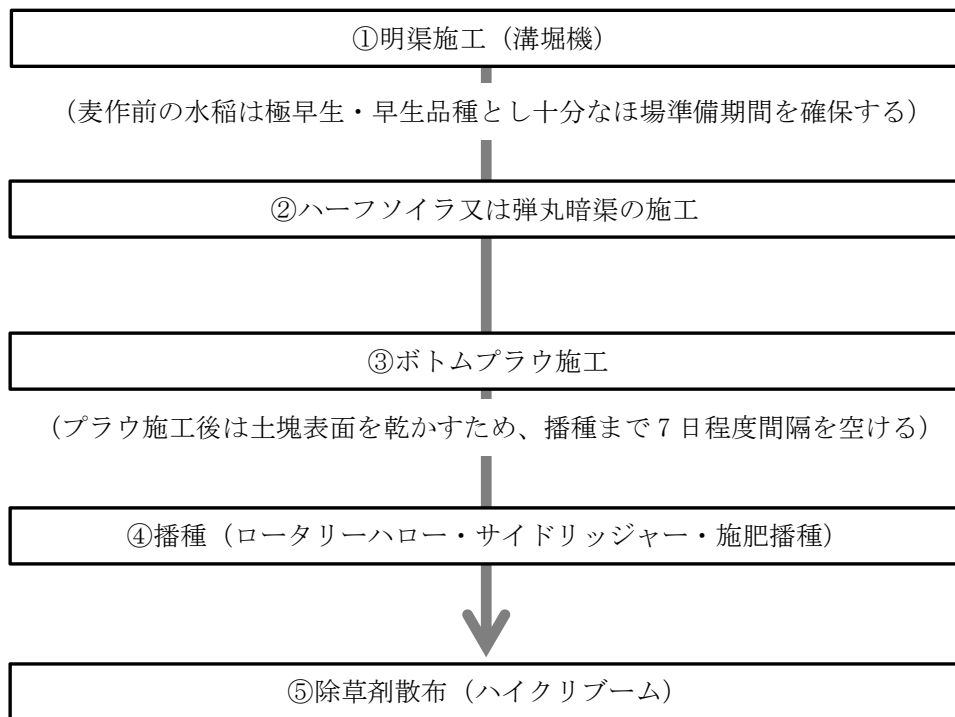 ①明渠施工（溝堀機）
（麦作前の水稲は極早生・早生品種とし十分なほ場準備期間を確保する）
②ハーフソイラ又は弾丸暗渠の施工
③ボトムプラウ施工
（プラウ施工後は土塊表面を乾かすため、播種まで７日程度間隔を空ける）
④播種（ロータリーハロー・サイドリッジャー・施肥播種）
⑤除草剤散布（ハイクリブーム）